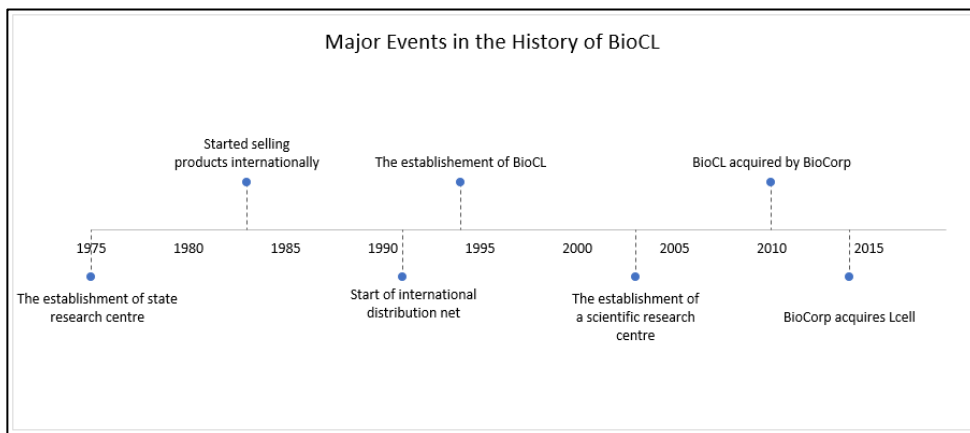 Major Events in the History of BioCL
Started selling
products internationally
The establishement of BioCL
BioCL acquired by BioCorp
1975
1980
1985
1990
1995
2000
2005
2010
2015
The establishment of state
research centre
Start of international
distribution net
The establishment of
a scientific research
centre
BioCorp acquires Lcell